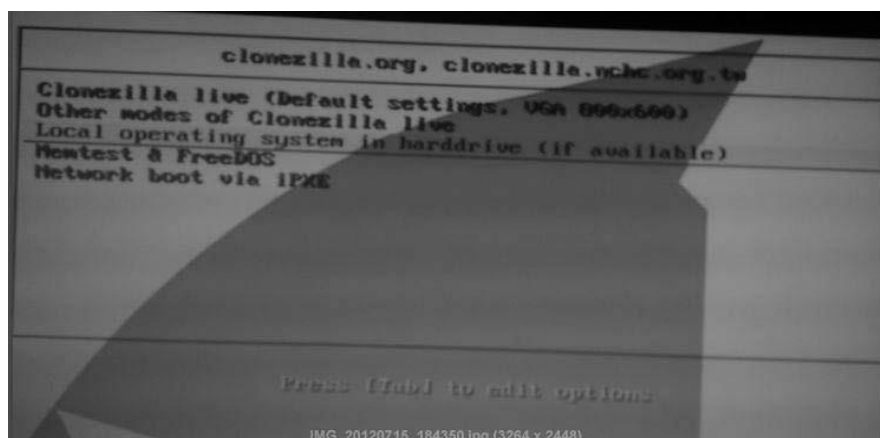 clonezilla.org, clonezilla.nchc.org.tw
Clonezilla live (Default settings, VGA 800x600)
Other modes of Clonezilla live
Local operating system in harddrive (if available)
Memtest & FreeDOS
Network boot via iPXE
Press [Tab] to edit options
IMG_20120715_184350.jpg (3264 x 2448)